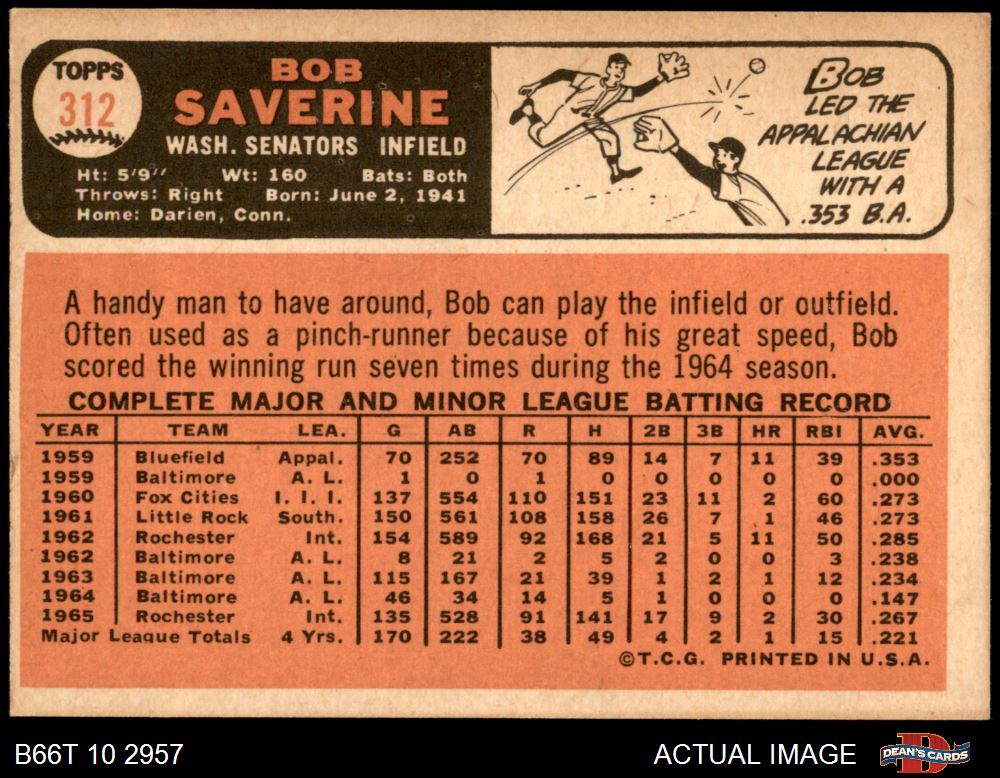 TOPPS
312
BOB
SAVERINE
WASH. SENATORS INFIELD
Ht: 5'9" Wt: 160 Bats: Both
Throws: Right Born: June 2, 1941
Home: Darien, Conn.
BOB
LED THE
APPALACHIAN
LEAGUE
WITH A
.353 B.A.
A handy man to have around, Bob can play the infield or outfield.
Often used as a pinch-runner because of his great speed, Bob
scored the winning run seven times during the 1964 season.
COMPLETE MAJOR AND MINOR LEAGUE BATTING RECORD
YEAR TEAM LEA. G AB R H 2B 3B HR RBI AVG.
1959 Bluefield Appal. 70 252 70 89 14 7 11 39 .353
1959 Baltimore A. L. 1 0 1 0 0 0 0 0 .000
1960 Fox Cities I. I. I. 137 554 110 151 23 11 2 60 .273
1961 Little Rock South. 150 561 108 158 26 7 1 46 .273
1962 Rochester Int. 154 589 92 168 21 5 11 50 .285
1962 Baltimore A. L. 8 21 2 5 2 0 0 3 .238
1963 Baltimore A. L. 115 167 21 39 1 2 1 12 .234
1964 Baltimore A. L. 46 34 14 5 1 0 0 0 .147
1965 Rochester Int. 135 528 91 141 17 9 2 30 .267
Major League Totals 4 Yrs. 170 222 38 49 4 2 1 15 .221
©T.C.G. PRINTED IN U.S.A.
B66T 10 2957
ACTUAL IMAGE
DEAN'S CARDS